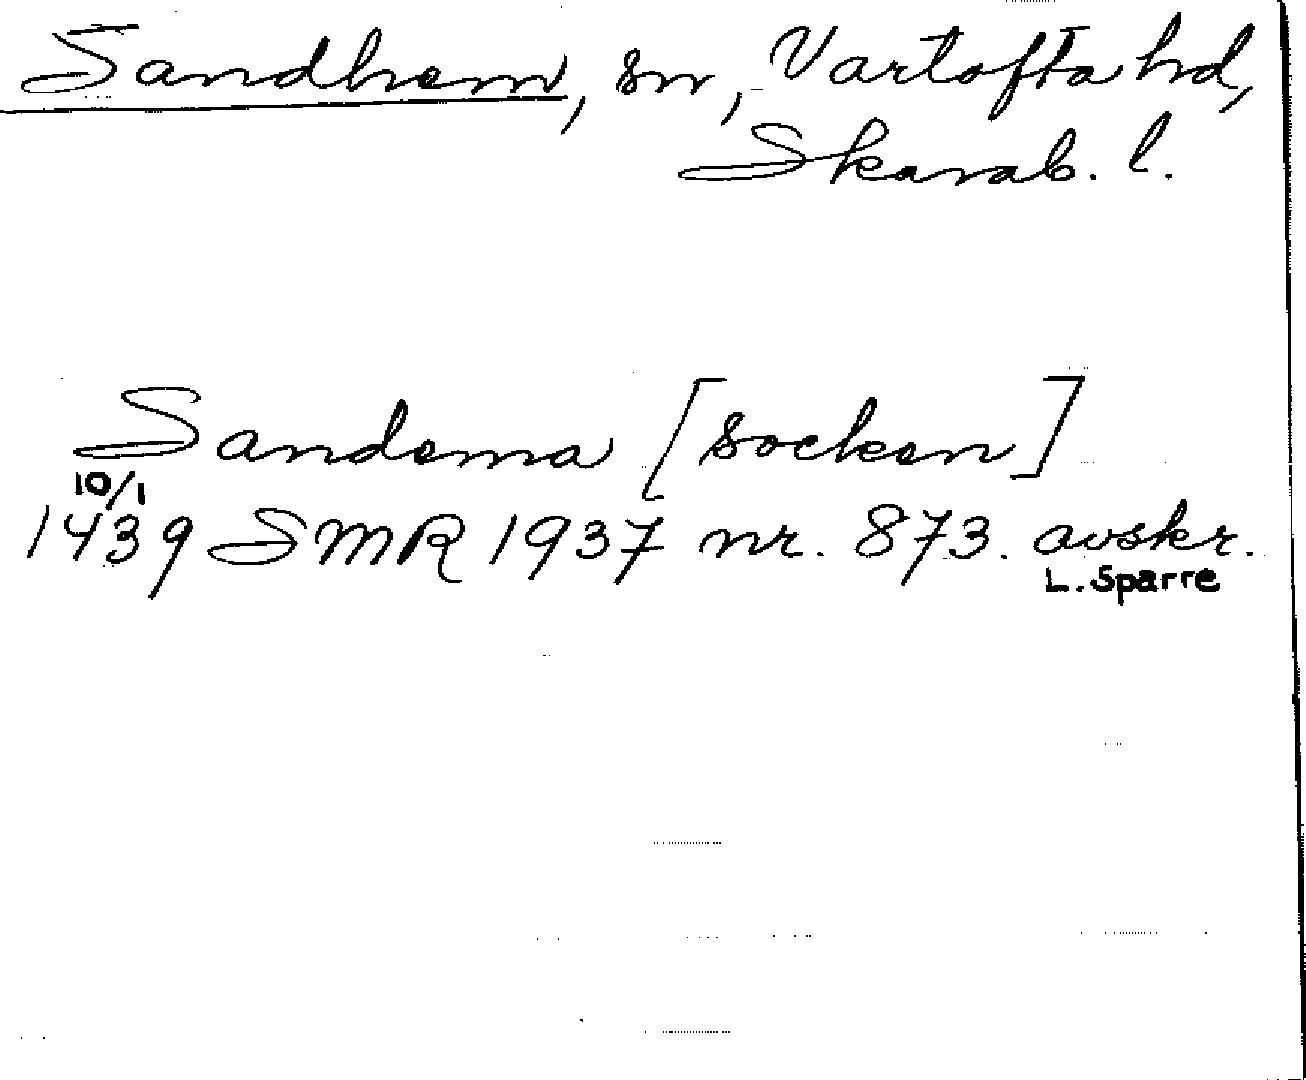 Sandhem, sn, Vartofta hd,
Skarab. l.
Sandema [socken]
10/1
1439 SMR 1937 nr. 873. avskr.
L. Sparre